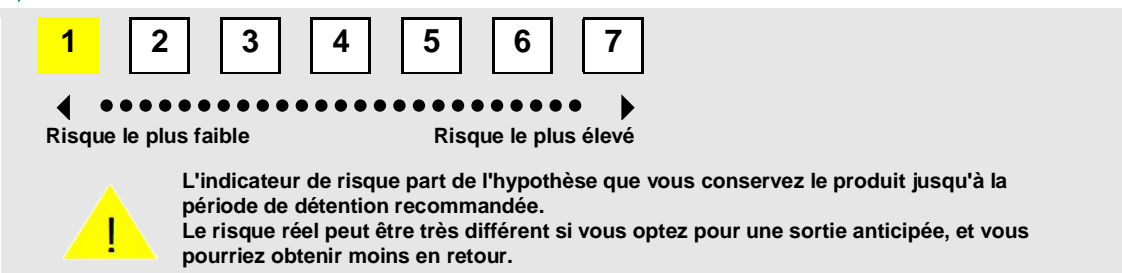 1 2 3 4 5 6 7
Risque le plus faible Risque le plus élevé
L'indicateur de risque part de l'hypothèse que vous conservez le produit jusqu'à la
période de détention recommandée.
Le risque réel peut être très différent si vous optez pour une sortie anticipée, et vous
pourriez obtenir moins en retour.
!